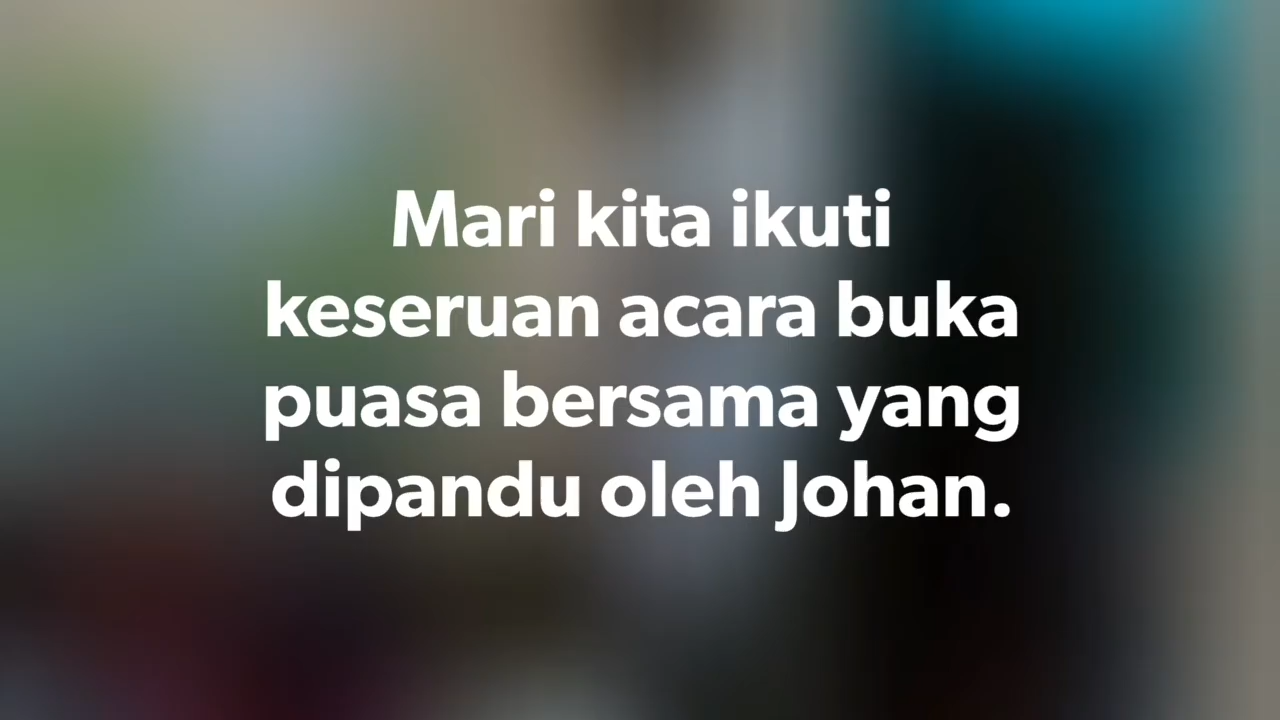 Mari kita ikuti
keseruan acara buka
puasa bersama yang
dipandu oleh Johan.